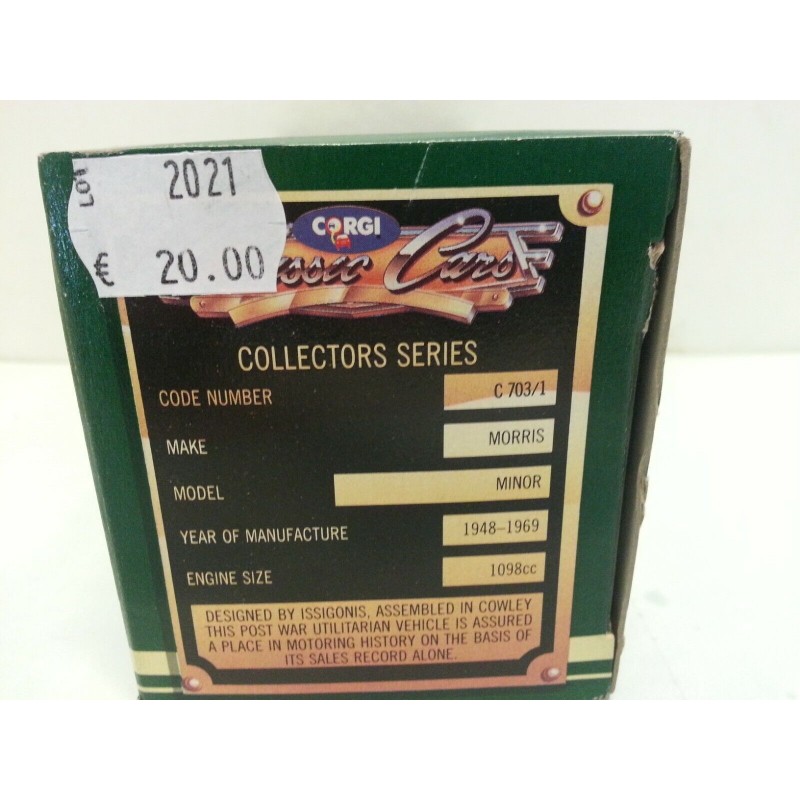 LOT 2021
€ 20.00
CORGI
Cars
COLLECTORS SERIES
CODE NUMBER C 703/1
MAKE MORRIS
MODEL MINOR
YEAR OF MANUFACTURE 1948–1969
ENGINE SIZE 1098cc
DESIGNED BY ISSIGONIS, ASSEMBLED IN COWLEY
THIS POST WAR UTILITARIAN VEHICLE IS ASSURED
A PLACE IN MOTORING HISTORY ON THE BASIS OF
ITS SALES RECORD ALONE.